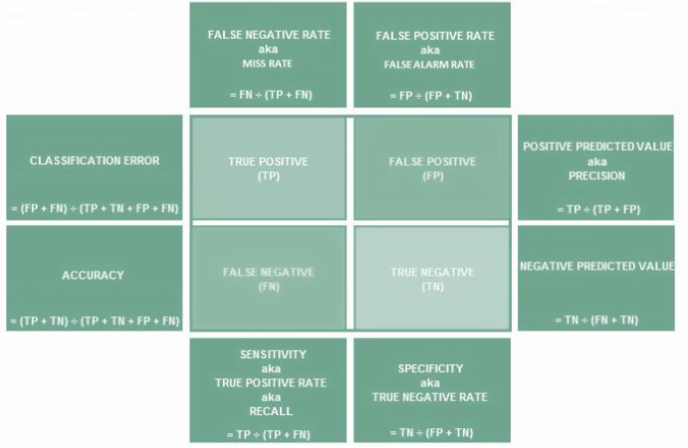 FALSE NEGATIVE RATE
aka
MISS RATE
= FN ÷ (TP + FN)
FALSE POSITIVE RATE
aka
FALSE ALARM RATE
= FP ÷ (FP + TN)
CLASSIFICATION ERROR
= (FP + FN) ÷ (TP + TN + FP + FN)
TRUE POSITIVE
(TP)
FALSE POSITIVE
(FP)
POSITIVE PREDICTED VALUE
aka
PRECISION
= TP ÷ (TP + FP)
ACCURACY
= (TP + TN) ÷ (TP + TN + FP + FN)
FALSE NEGATIVE
(FN)
TRUE NEGATIVE
(TN)
NEGATIVE PREDICTED VALUE
= TN ÷ (FN + TN)
SENSITIVITY
aka
TRUE POSITIVE RATE
aka
RECALL
= TP ÷ (TP + FN)
SPECIFICITY
aka
TRUE NEGATIVE RATE
= TN ÷ (FP + TN)